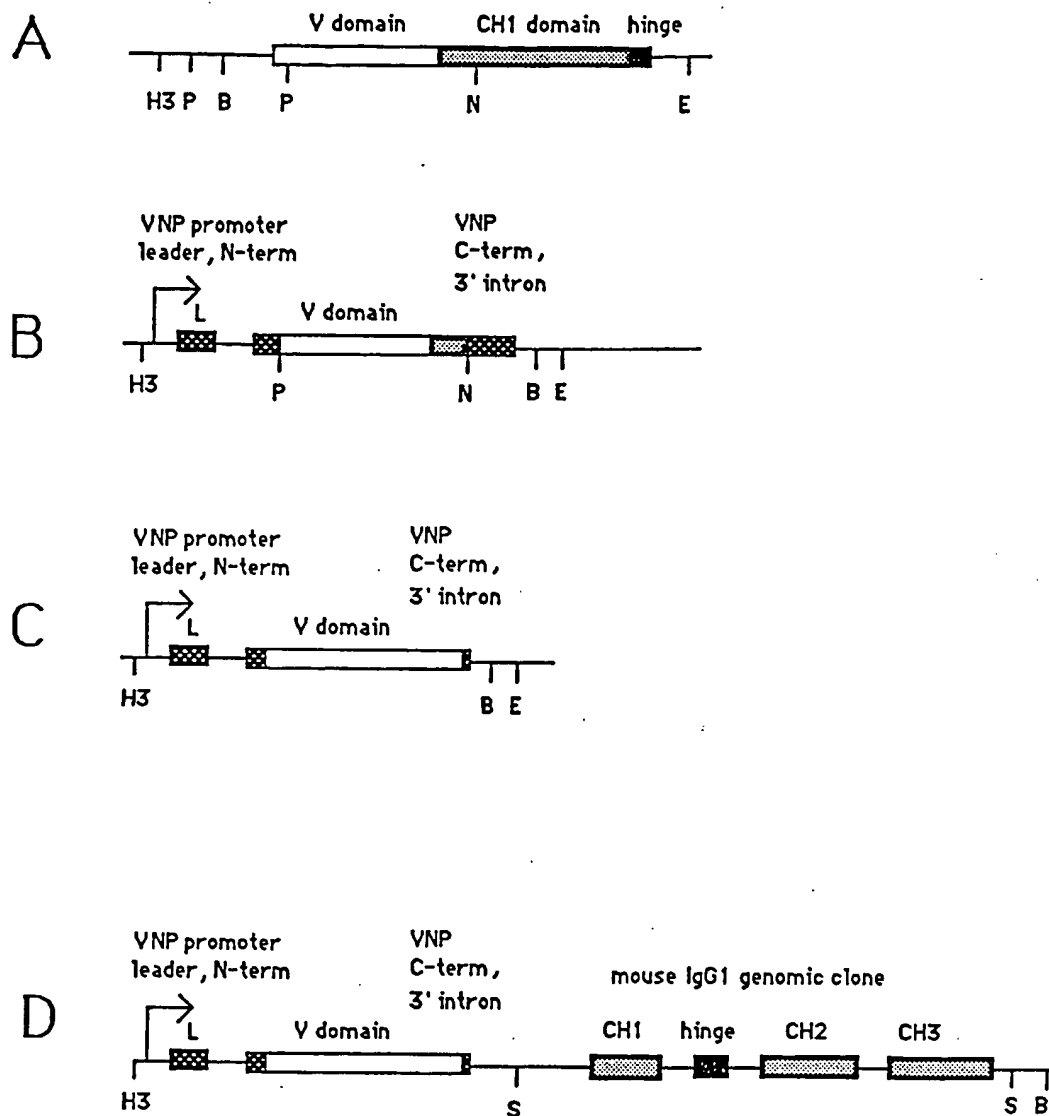 A
V domain CH1 domain hinge
H3 P B P N E
B
VNP promoter
leader, N-term
VNP
C-term,
3' intron
L
V domain
H3 P N B E
C
VNP promoter
leader, N-term
VNP
C-term,
3' intron
L
V domain
H3 B E
D
VNP promoter
leader, N-term
VNP
C-term,
3' intron
mouse IgG1 genomic clone
L
V domain
CH1 hinge CH2 CH3
H3 S S B